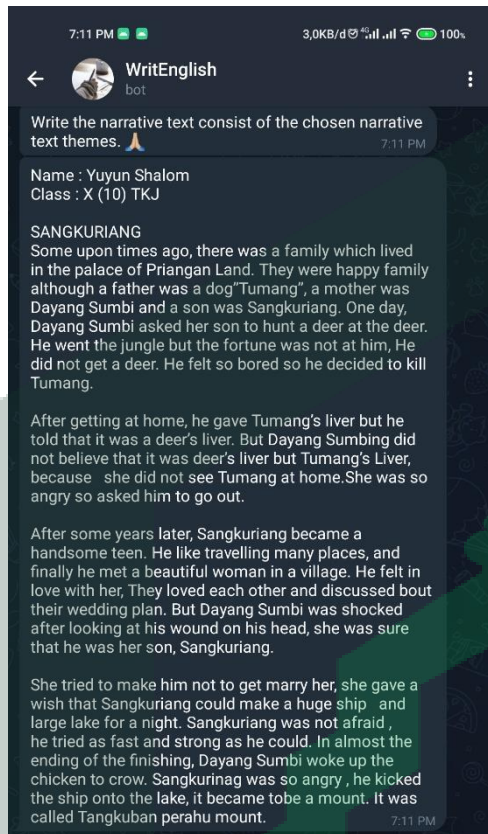 7:11 PM
3,0KB/d 4G 100%
WritEnglish
bot
Write the narrative text consist of the chosen narrative
text themes. 🙏🏼
7:11 PM
Name : Yuyun Shalom
Class : X (10) TKJ
SANGKURIANG
Some upon times ago, there was a family which lived
in the palace of Priangan Land. They were happy family
although a father was a dog"Tumang", a mother was
Dayang Sumbi and a son was Sangkuriang. One day,
Dayang Sumbi asked her son to hunt a deer at the deer.
He went the jungle but the fortune was not at him, He
did not get a deer. He felt so bored so he decided to kill
Tumang.
After getting at home, he gave Tumang's liver but he
told that it was a deer's liver. But Dayang Sumbing did
not believe that it was deer's liver but Tumang's Liver,
because   she did not see Tumang at home.She was so
angry so asked him to go out.
After some years later, Sangkuriang became a
handsome teen. He like travelling many places, and
finally he met a beautiful woman in a village. He felt in
love with her, They loved each other and discussed bout
their wedding plan. But Dayang Sumbi was shocked
after looking at his wound on his head, she was sure
that he was her son, Sangkuriang.
She tried to make him not to get marry her, she gave a
wish that Sangkuriang could make a huge ship   and
large lake for a night. Sangkuriang was not afraid ,
he tried as fast and strong as he could. In almost the
ending of the finishing, Dayang Sumbi woke up the
chicken to crow. Sangkurinag was so angry , he kicked
the ship onto the lake, it became tobe a mount. It was
called Tangkuban perahu mount.
7:11 PM